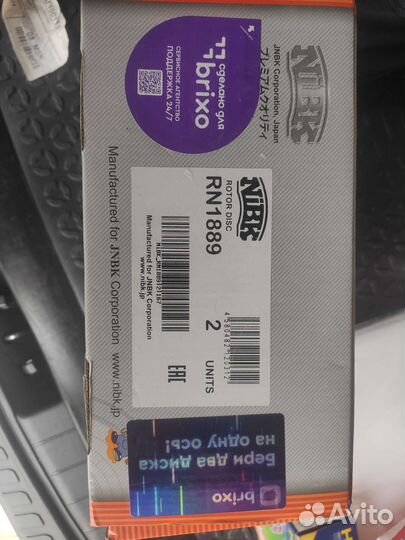 JNBK Corporation, Japan
プレミアムクオリティ
NiBK
сделано для
brixo
СЕРВИСНОЕ АГЕНТСТВО
ПОДДЕРЖКА 24/7
NiBK
ROTOR DISC
RN1889
2
UNITS
4580482120312
Manufactured for JNBK Corporation
www.nibk.jp
EAC
Manufactured for JNBK Corporation
www.nibk.jp
Бери два диска
на одну ось!
brixo
Avito